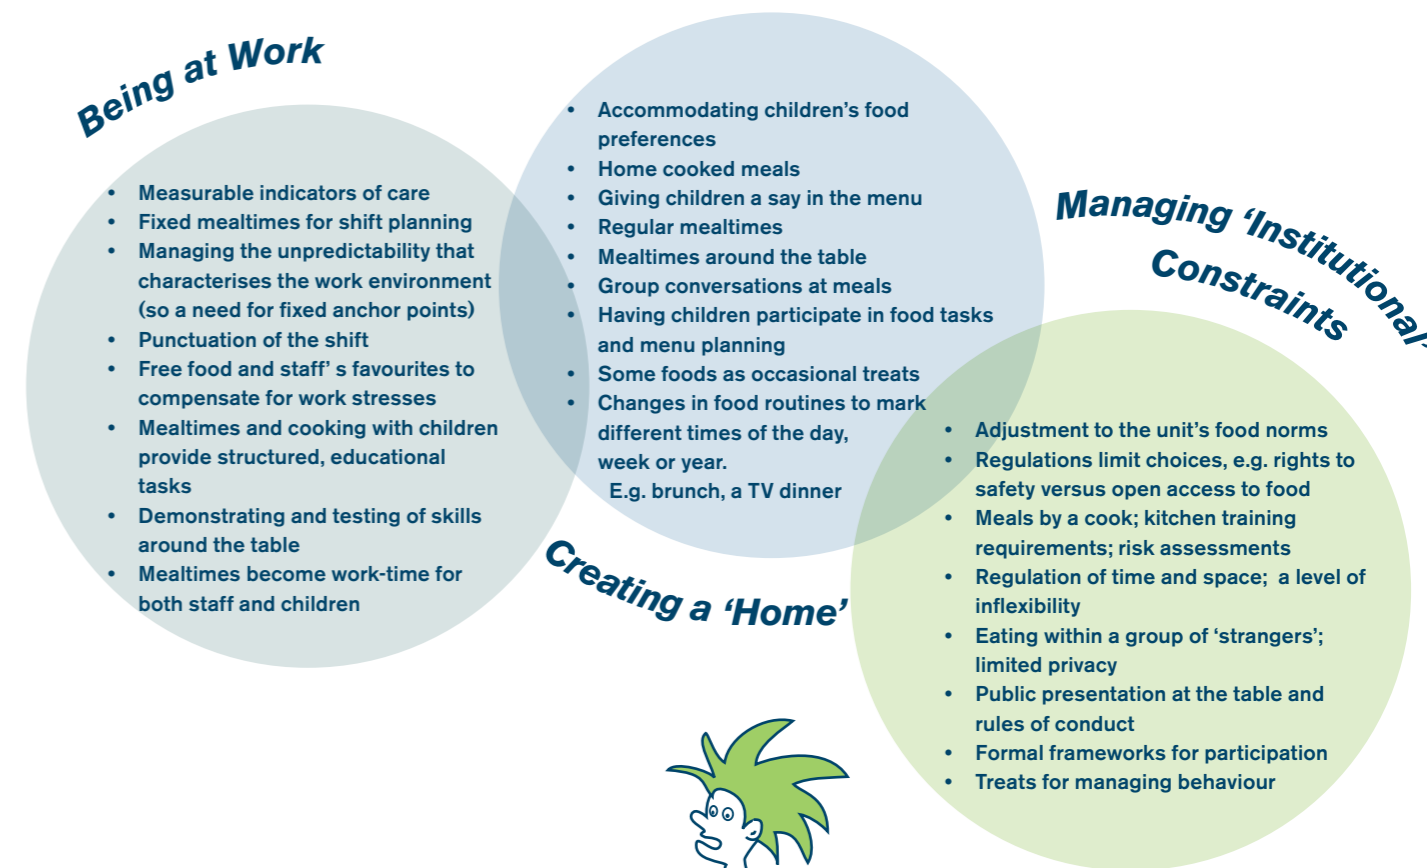 Being at Work
• Measurable indicators of care
• Fixed mealtimes for shift planning
• Managing the unpredictability that
characterises the work environment
(so a need for fixed anchor points)
• Punctuation of the shift
• Free food and staff' s favourites to
compensate for work stresses
• Mealtimes and cooking with children
provide structured, educational
tasks
• Demonstrating and testing of skills
around the table
• Mealtimes become work-time for
both staff and children
• Accommodating children’s food
preferences
• Home cooked meals
• Giving children a say in the menu
• Regular mealtimes
• Mealtimes around the table
• Group conversations at meals
• Having children participate in food tasks
and menu planning
• Some foods as occasional treats
• Changes in food routines to mark
different times of the day,
week or year.
E.g. brunch, a TV dinner
Creating a ‘Home’
Managing ‘Institutional’
Constraints
• Adjustment to the unit’s food norms
• Regulations limit choices, e.g. rights to
safety versus open access to food
• Meals by a cook; kitchen training
requirements; risk assessments
• Regulation of time and space; a level of
inflexibility
• Eating within a group of ‘strangers’;
limited privacy
• Public presentation at the table and
rules of conduct
• Formal frameworks for participation
• Treats for managing behaviour